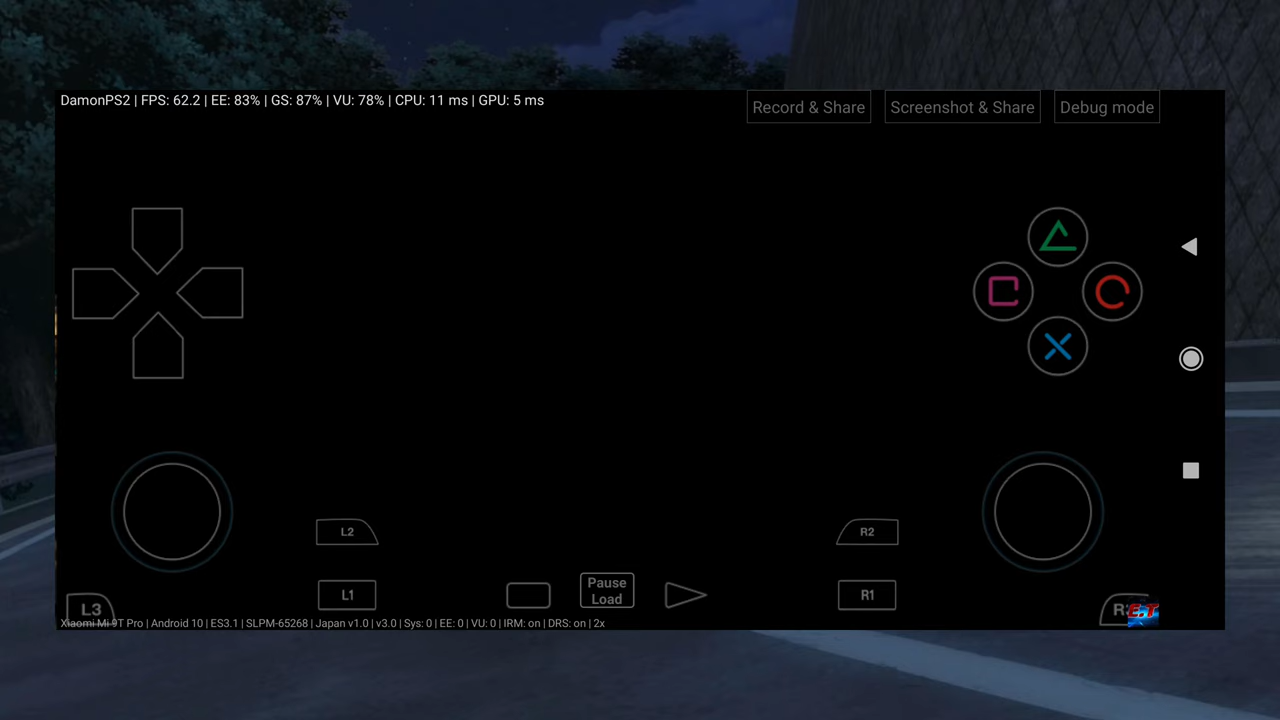 DamonPS2 | FPS: 62.2 | EE: 83% | GS: 87% | VU: 78% | CPU: 11 ms | GPU: 5 ms
Record & Share
Screenshot & Share
Debug mode
L2
R2
L1
Pause
Load
R1
L3
E.T
Xiaomi Mi 9T Pro | Android 10 | ES3.1 | SLPM-65268 | Japan v1.0 | v3.0 | Sys: 0 | EE: 0 | VU: 0 | IRM: on | DRS: on | 2x